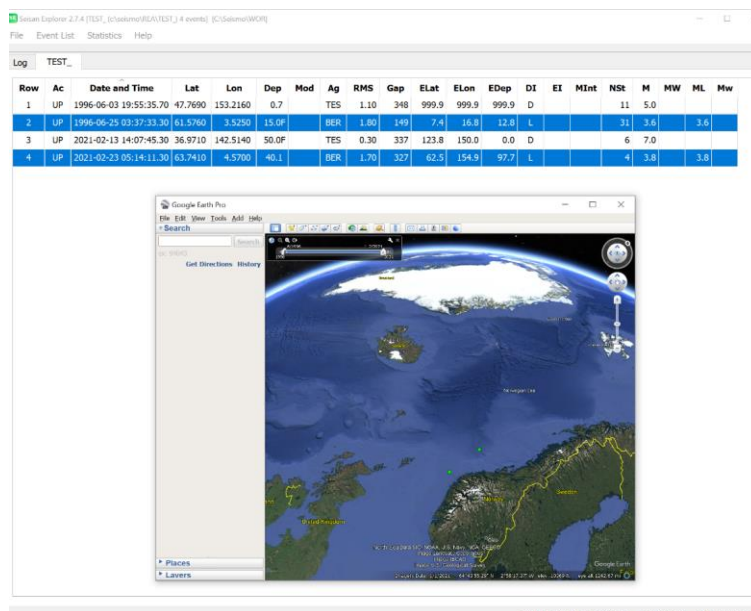 Seisan Explorer 2.7.4 [TEST_ (c:\seismo\REA\TEST_) 4 events] [C:\Seismo\WOR]
File Event List Statistics Help
Log TEST_
Row Ac Date and Time Lat Lon Dep Mod Ag RMS Gap ELat ELon EDep DI EI MInt NSt M MW ML Mw
1 UP 1996-06-03 19:55:35.70 47.7690 153.2160 0.7 TES 1.10 348 999.9 999.9 999.9 D 11 5.0
2 UP 1996-06-25 03:37:33.30 61.5760 3.5250 15.0F BER 1.80 149 7.4 16.8 12.8 L 31 3.6 3.6
3 UP 2021-02-13 14:07:45.30 36.9710 142.5140 50.0F TES 0.30 337 123.8 150.0 0.0 D 6 7.0
4 UP 2021-02-23 05:14:11.30 63.7410 4.5700 40.1 BER 1.70 327 62.5 154.9 97.7 L 4 3.8 3.8
Google Earth Pro
File Edit View Tools Add Help
Search
Search
Get Directions History
Norwegian Sea
Norway
Sweden
United Kingdom
Google Earth
Places
Layers